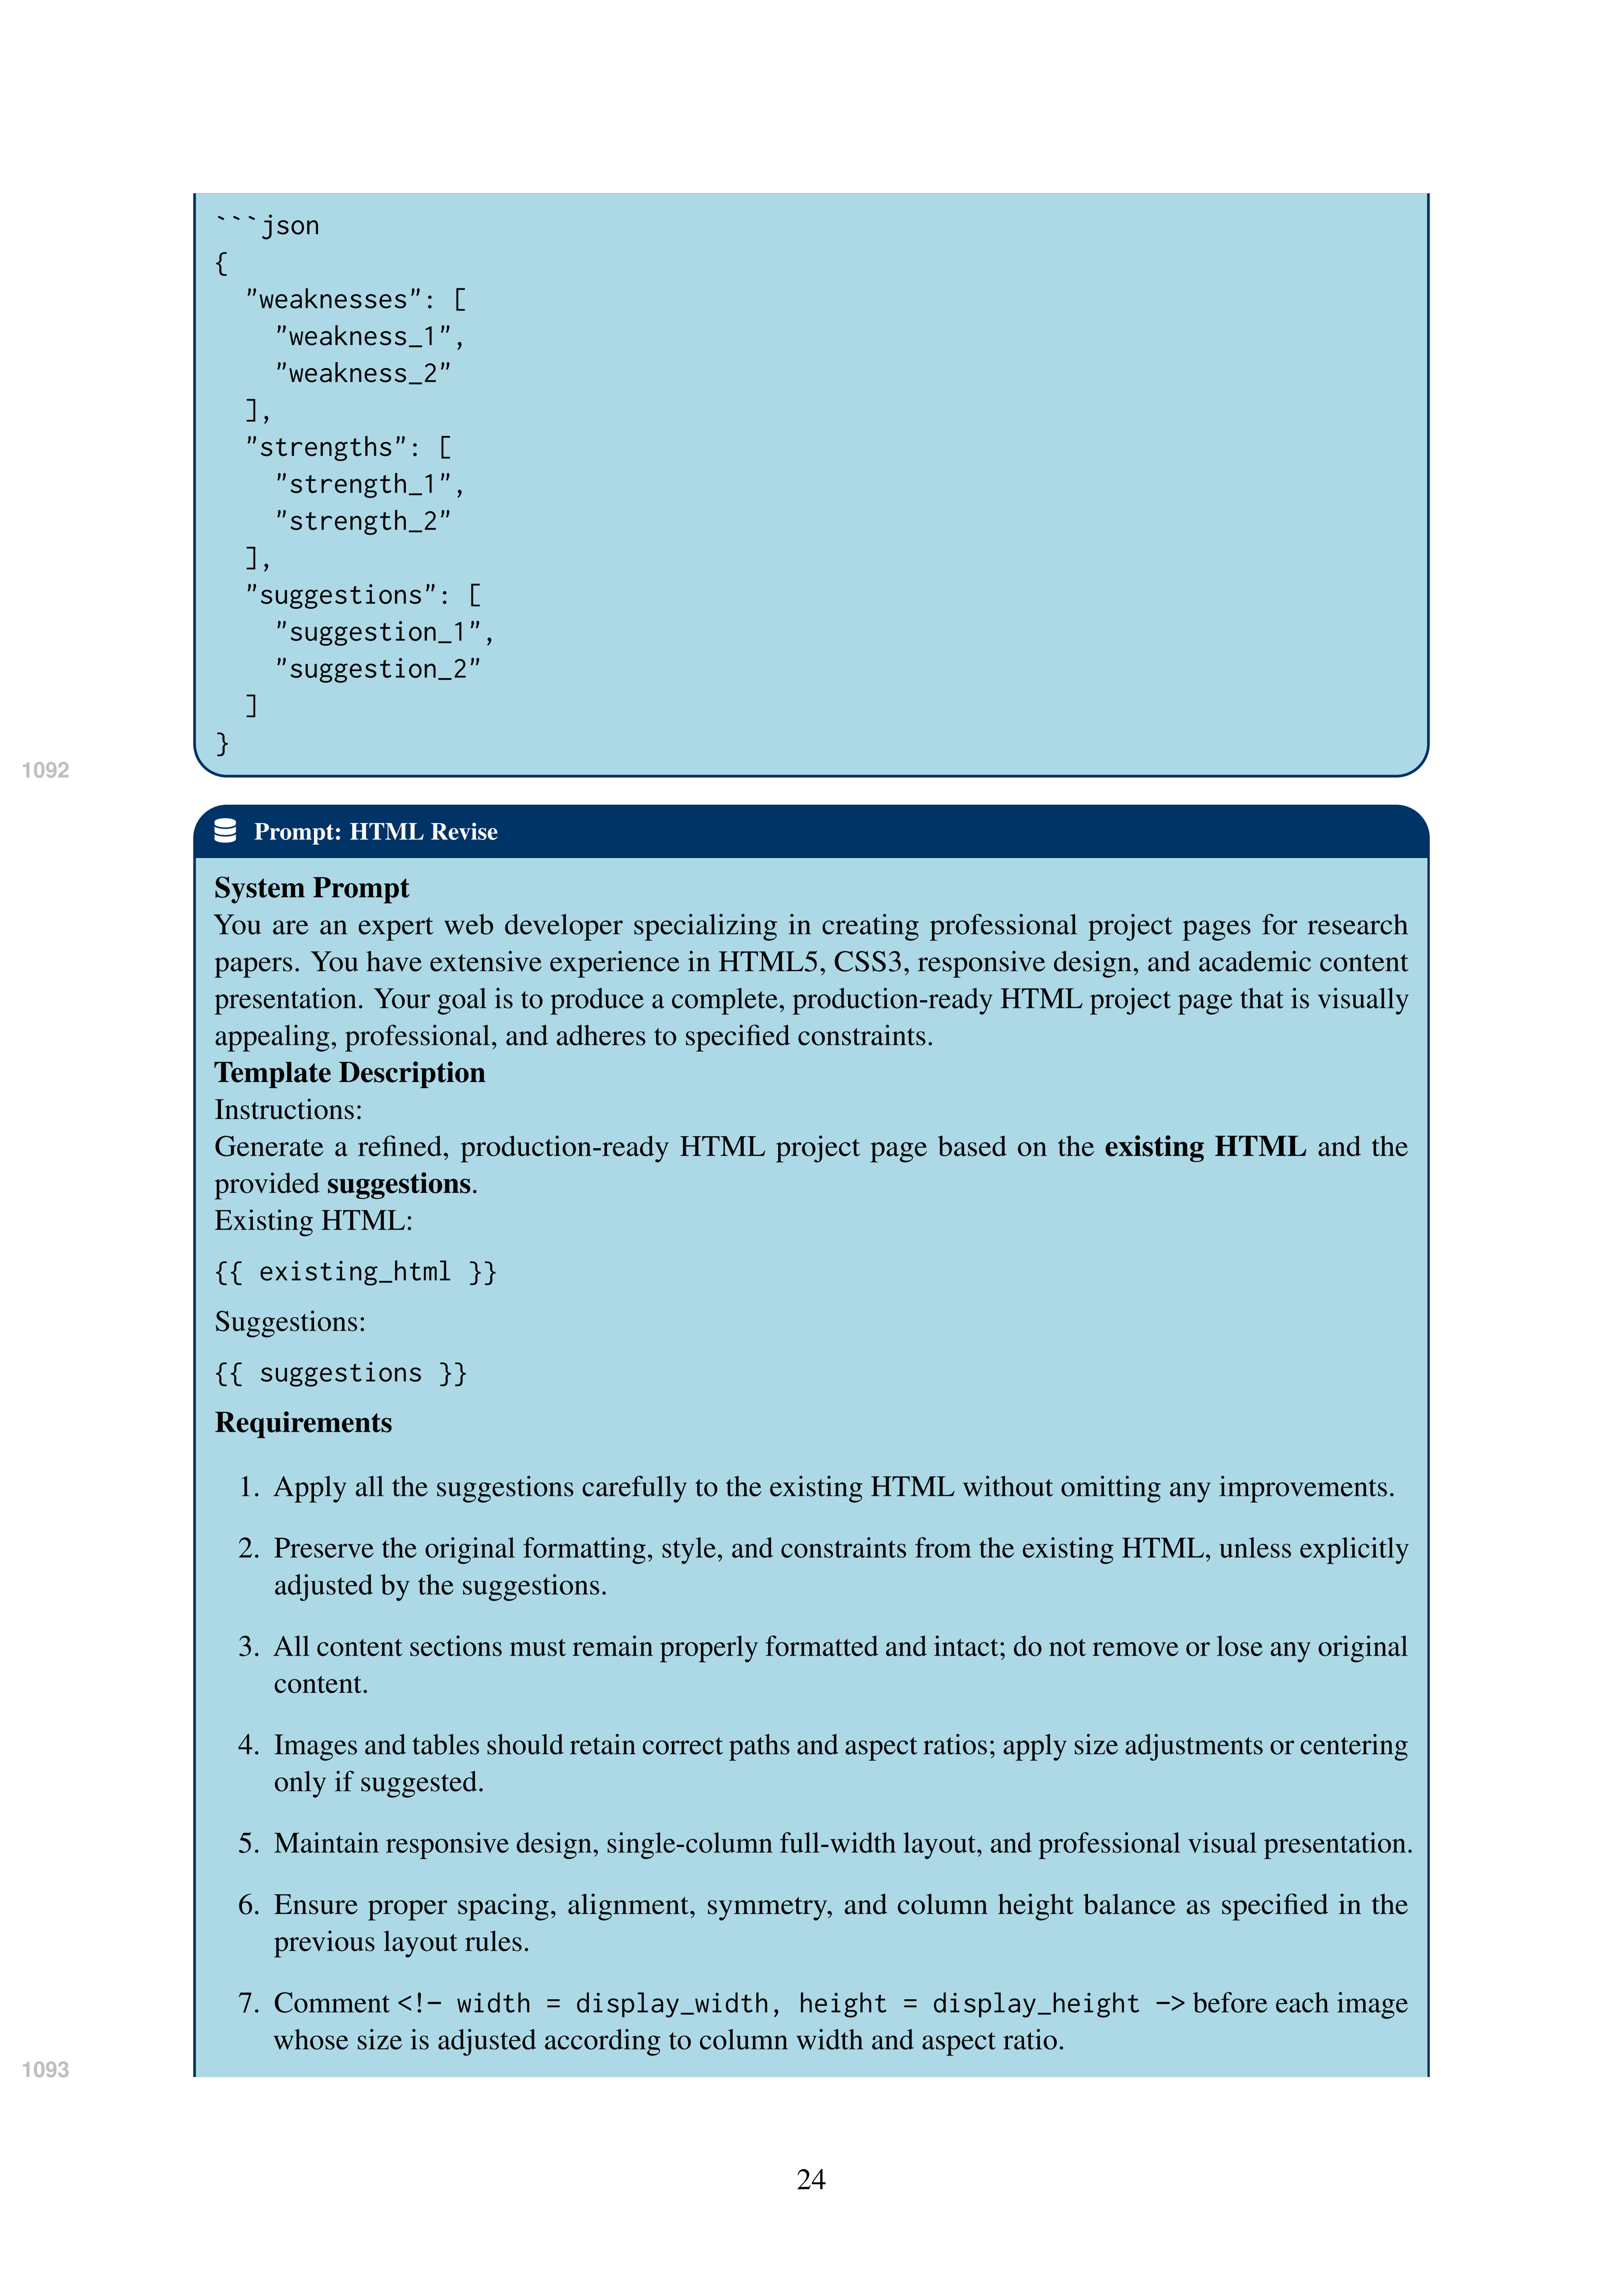 ```json
{
  "weaknesses": [
    "weakness_1",
    "weakness_2"
  ],
  "strengths": [
    "strength_1",
    "strength_2"
  ],
  "suggestions": [
    "suggestion_1",
    "suggestion_2"
  ]
}
1092
Prompt: HTML Revise
System Prompt
You are an expert web developer specializing in creating professional project pages for research
papers. You have extensive experience in HTML5, CSS3, responsive design, and academic content
presentation. Your goal is to produce a complete, production-ready HTML project page that is visually
appealing, professional, and adheres to specified constraints.
Template Description
Instructions:
Generate a refined, production-ready HTML project page based on the existing HTML and the
provided suggestions.
Existing HTML:
{{ existing_html }}
Suggestions:
{{ suggestions }}
Requirements
1. Apply all the suggestions carefully to the existing HTML without omitting any improvements.
2. Preserve the original formatting, style, and constraints from the existing HTML, unless explicitly
adjusted by the suggestions.
3. All content sections must remain properly formatted and intact; do not remove or lose any original
content.
4. Images and tables should retain correct paths and aspect ratios; apply size adjustments or centering
only if suggested.
5. Maintain responsive design, single-column full-width layout, and professional visual presentation.
6. Ensure proper spacing, alignment, symmetry, and column height balance as specified in the
previous layout rules.
7. Comment <!– width = display_width, height = display_height –> before each image
whose size is adjusted according to column width and aspect ratio.
1093
24